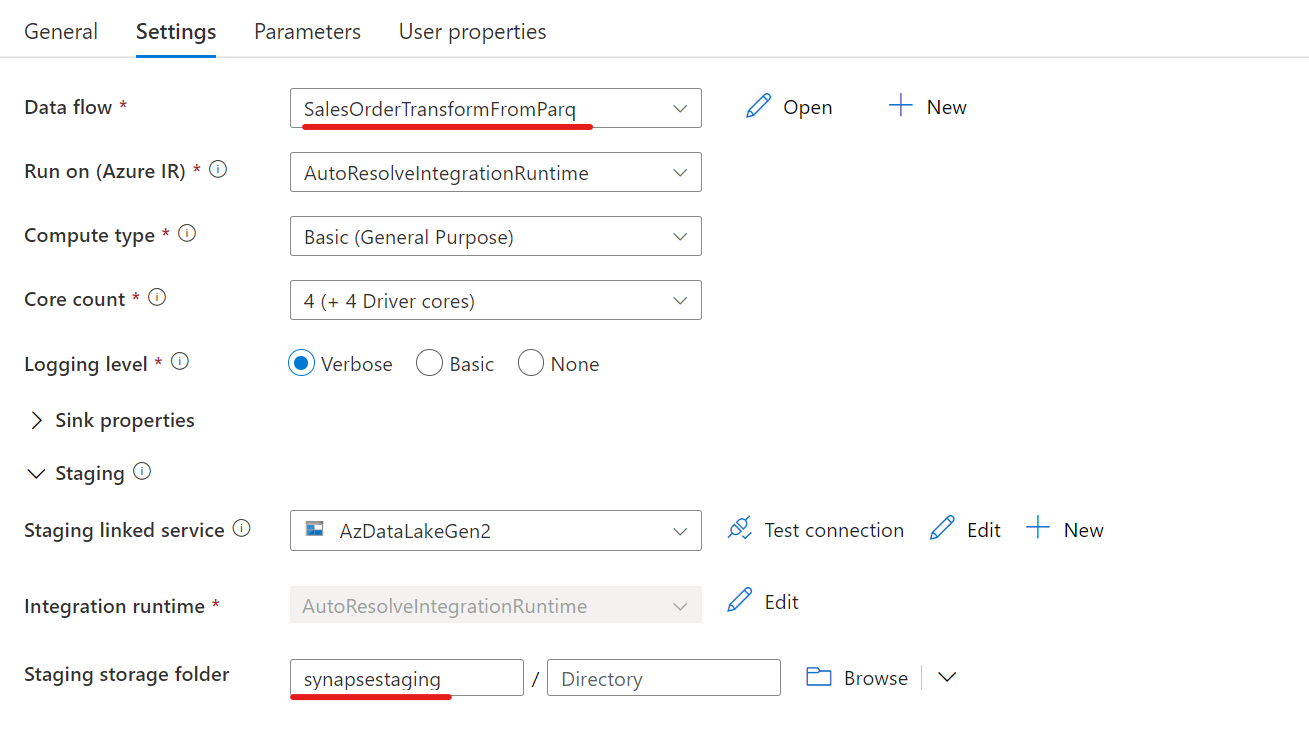 General Settings Parameters User properties
Data flow * SalesOrderTransformFromParq Open New
Run on (Azure IR) * AutoResolveIntegrationRuntime
Compute type * Basic (General Purpose)
Core count * 4 (+ 4 Driver cores)
Logging level * Verbose Basic None
Sink properties
Staging
Staging linked service AzDataLakeGen2 Test connection Edit New
Integration runtime * AutoResolveIntegrationRuntime Edit
Staging storage folder synapsestaging / Directory Browse